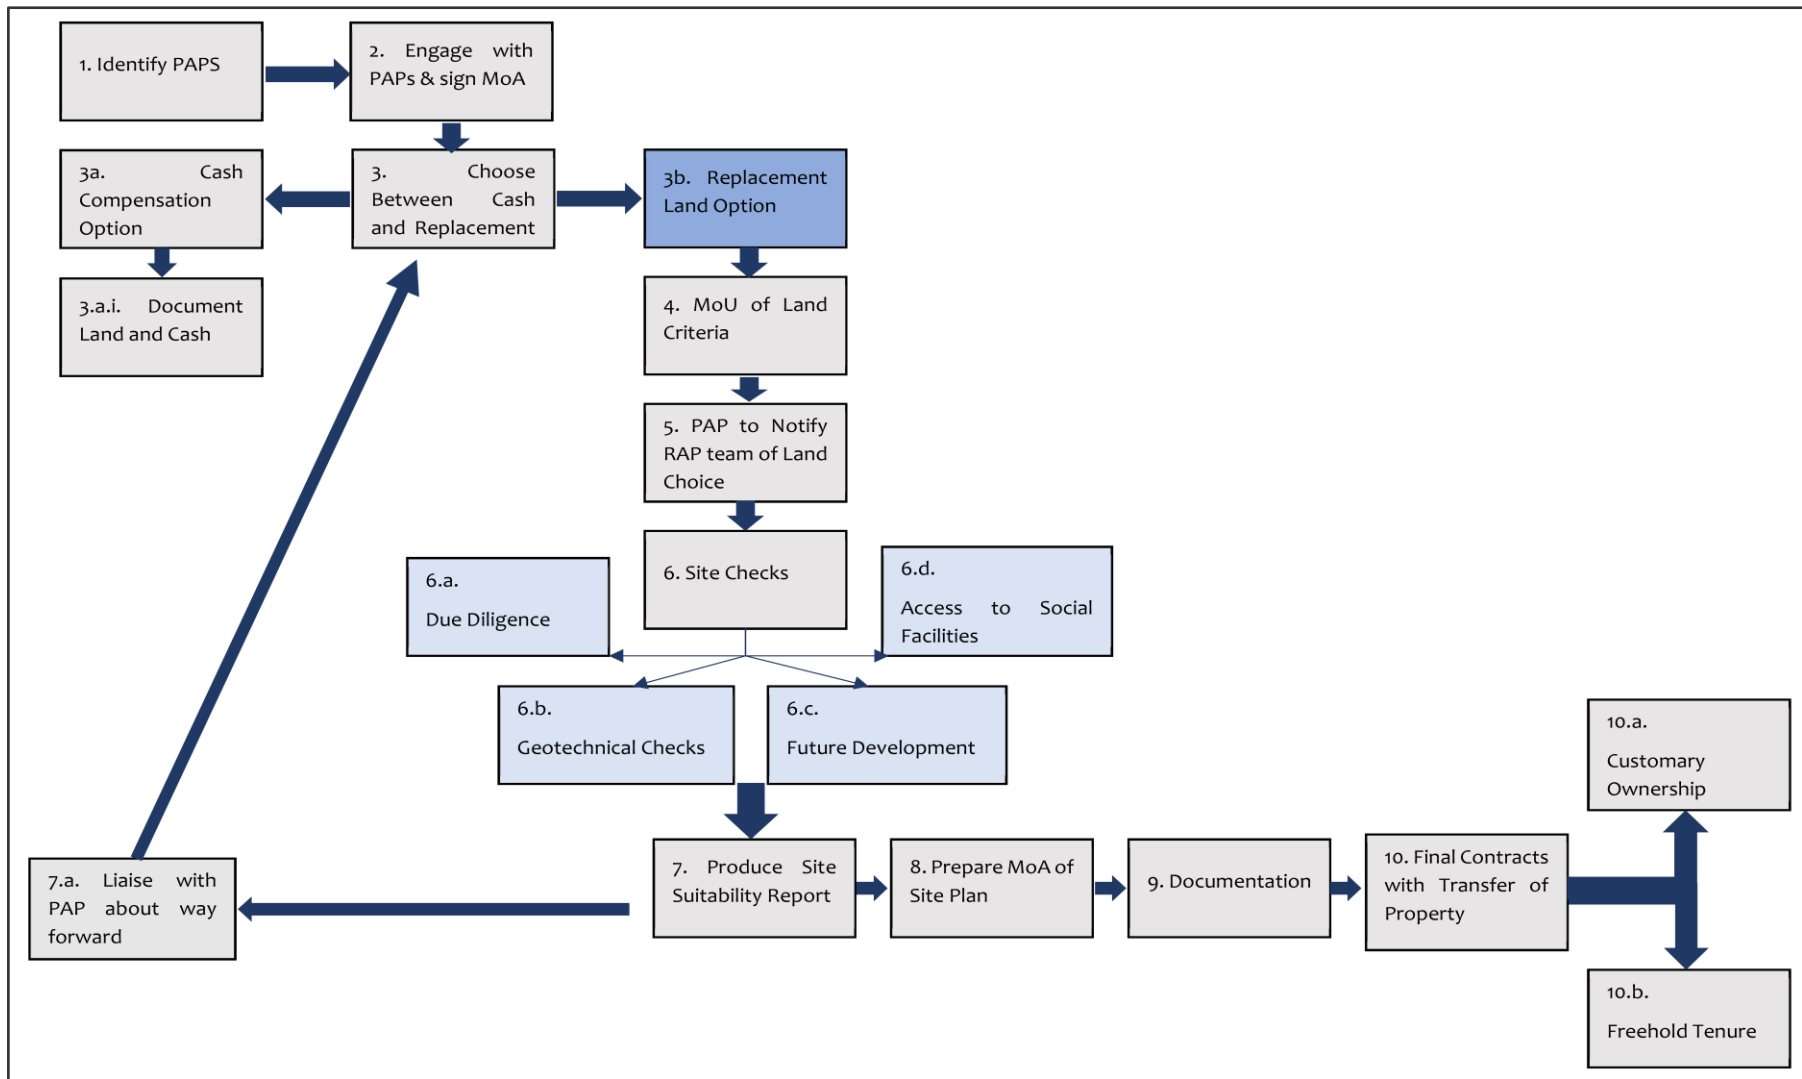 1. Identify PAPS
2. Engage with
PAPs & sign MoA
3a. Cash
Compensation
Option
3. Choose
Between Cash
and Replacement
3b. Replacement
Land Option
3.a.i. Document
Land and Cash
4. MoU of Land
Criteria
5. PAP to Notify
RAP team of Land
Choice
6. Site Checks
6.a.
Due Diligence
6.d.
Access to Social
Facilities
6.b.
Geotechnical Checks
6.c.
Future Development
7. Produce Site
Suitability Report
7.a. Liaise with
PAP about way
forward
8. Prepare MoA of
Site Plan
9. Documentation
10. Final Contracts
with Transfer of
Property
10.a.
Customary
Ownership
10.b.
Freehold Tenure